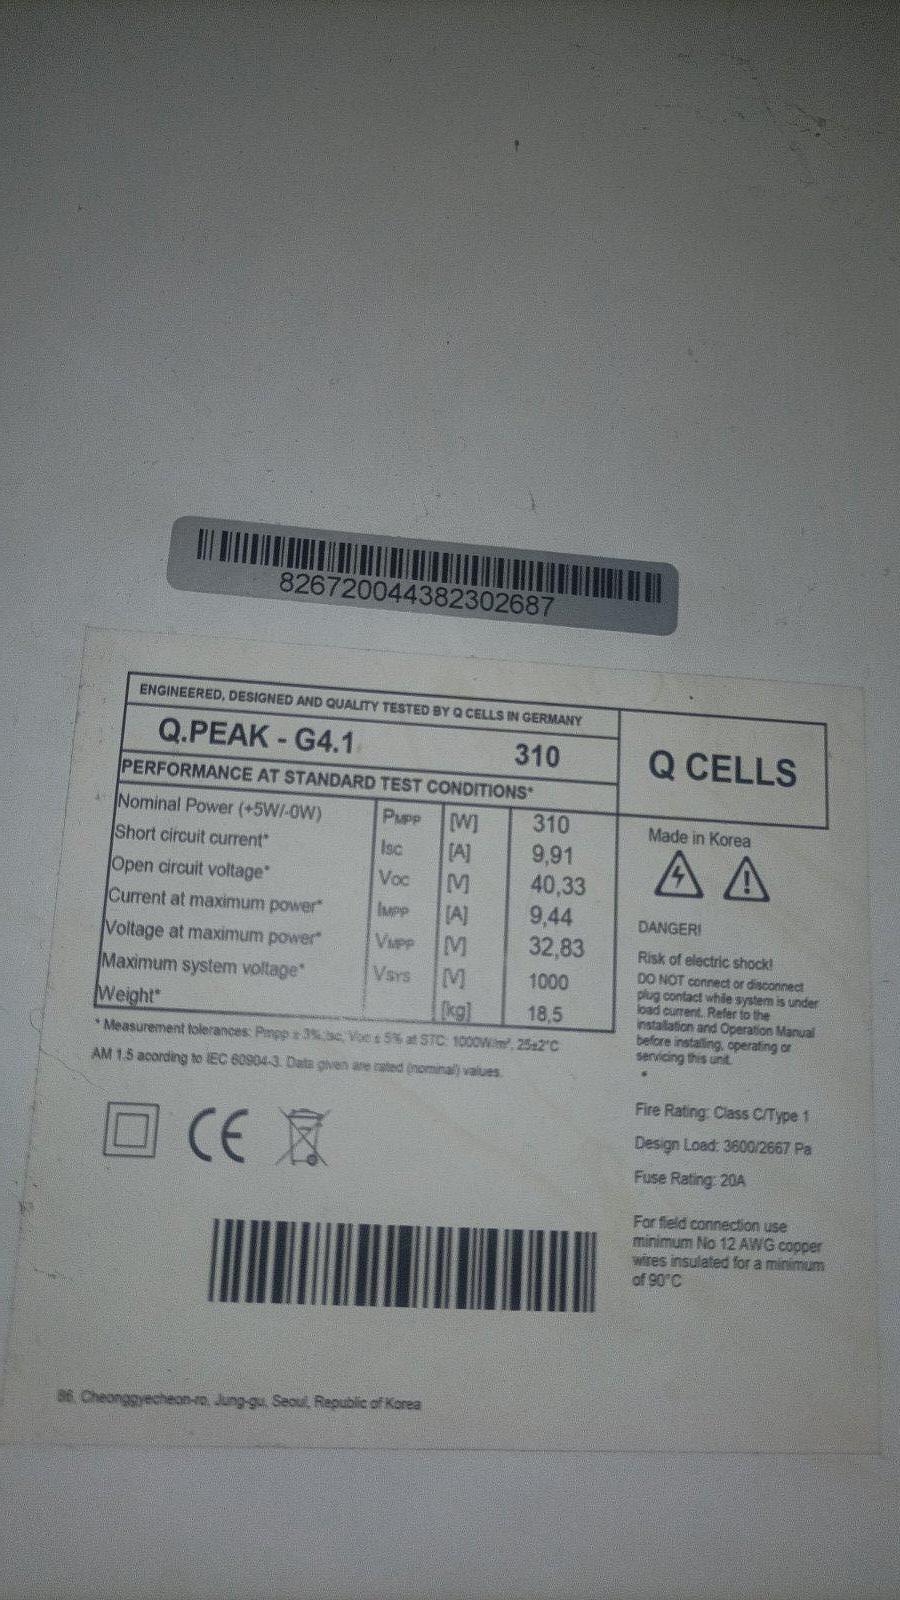 826720044382302687
ENGINEERED, DESIGNED AND QUALITY TESTED BY Q CELLS IN GERMANY
Q.PEAK - G4.1 310
Q CELLS
PERFORMANCE AT STANDARD TEST CONDITIONS*
Nominal Power (+5W/-0W) PMPP [W] 310
Short circuit current* Isc [A] 9,91
Open circuit voltage* Voc [V] 40,33
Current at maximum power* IMPP [A] 9,44
Voltage at maximum power* VMPP [V] 32,83
Maximum system voltage* Vsys [V] 1000
Weight* [kg] 18,5
* Measurement tolerances: Pmpp ± 3%,Isc, Voc ± 5% at STC: 1000W/m², 25±2°C
AM 1.5 acording to IEC 60904-3. Data given are rated (nominal) values.
Made in Korea
DANGER!
Risk of electric shock!
DO NOT connect or disconnect
plug contact while system is under
load current. Refer to the
installation and Operation Manual
before installing, operating or
servicing this unit.
Fire Rating: Class C/Type 1
Design Load: 3600/2667 Pa
Fuse Rating: 20A
For field connection use
minimum No 12 AWG copper
wires insulated for a minimum
of 90°C
CE
86, Cheonggyecheon-ro, Jung-gu, Seoul, Republic of Korea